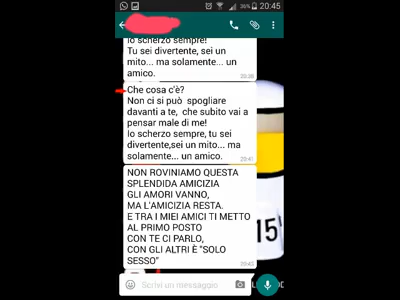 36% 20:45
Io scherzo sempre!
Tu sei divertente, sei un
mito... ma solamente... un
amico.
20:38
Che cosa c'è?
Non ci si può spogliare
davanti a te, che subito vai a
pensar male di me!
Io scherzo sempre, tu sei
divertente,sei un mito... ma
solamente... un amico.
20:41
NON ROVINIAMO QUESTA
SPLENDIDA AMICIZIA
GLI AMORI VANNO,
MA L'AMICIZIA RESTA.
E TRA I MIEI AMICI TI METTO
AL PRIMO POSTO
CON TE CI PARLO,
CON GLI ALTRI È "SOLO
SESSO"
20:43
15
Scrivi un messaggio